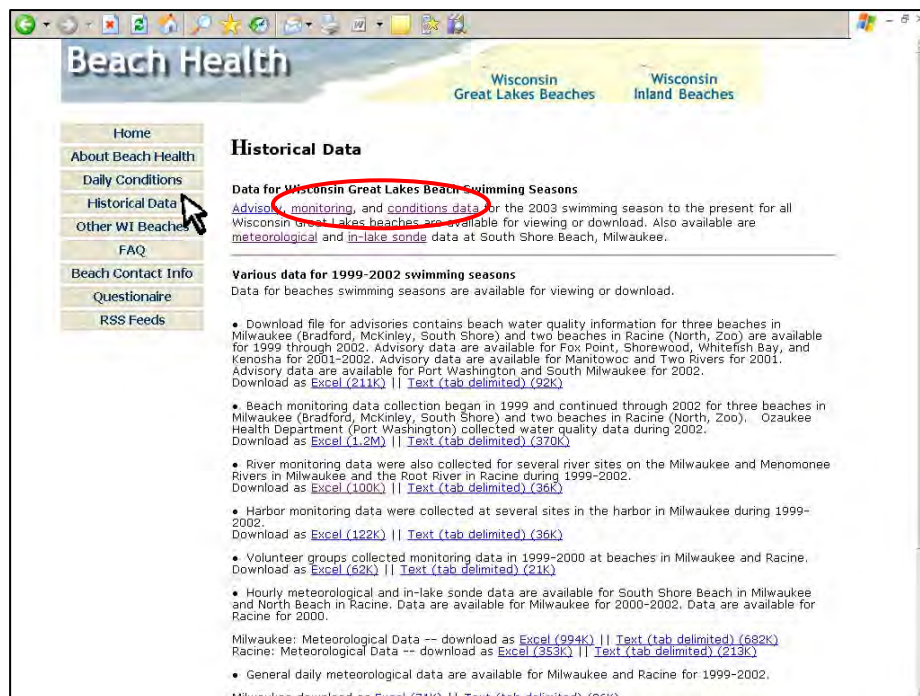 Beach Health
Wisconsin
Great Lakes Beaches
Wisconsin
Inland Beaches
Home
About Beach Health
Daily Conditions
Historical Data
Other WI Beaches
FAQ
Beach Contact Info
Questionaire
RSS Feeds
Historical Data
Data for Wisconsin Great Lakes Beach Swimming Seasons
Advisory, monitoring, and conditions data for the 2003 swimming season to the present for all
Wisconsin Great Lakes beaches are available for viewing or download. Also available are
meteorological and in-lake sonde data at South Shore Beach, Milwaukee.
Various data for 1999-2002 swimming seasons
Data for beaches swimming seasons are available for viewing or download.
• Download file for advisories contains beach water quality information for three beaches in
Milwaukee (Bradford, McKinley, South Shore) and two beaches in Racine (North, Zoo) are available
for 1999 through 2002. Advisory data are available for Fox Point, Shorewood, Whitefish Bay, and
Kenosha for 2001-2002. Advisory data are available for Manitowoc and Two Rivers for 2001.
Advisory data are available for Port Washington and South Milwaukee for 2002.
Download as Excel (211K) || Text (tab delimited) (92K)
• Beach monitoring data collection began in 1999 and continued through 2002 for three beaches in
Milwaukee (Bradford, McKinley, South Shore) and two beaches in Racine (North, Zoo). Ozaukee
Health Department (Port Washington) collected water quality data during 2002.
Download as Excel (1.2M) || Text (tab delimited) (370K)
• River monitoring data were also collected for several river sites on the Milwaukee and Menomonee
Rivers in Milwaukee and the Root River in Racine during 1999-2002.
Download as Excel (100K) || Text (tab delimited) (36K)
• Harbor monitoring data were collected at several sites in the harbor in Milwaukee during 1999-
2002.
Download as Excel (122K) || Text (tab delimited) (36K)
• Volunteer groups collected monitoring data in 1999-2000 at beaches in Milwaukee and Racine.
Download as Excel (62K) || Text (tab delimited) (21K)
• Hourly meteorological and in-lake sonde data are available for South Shore Beach in Milwaukee
and North Beach in Racine. Data are available for Milwaukee for 2000-2002. Data are available for
Racine for 2000.
Milwaukee: Meteorological Data -- download as Excel (994K) || Text (tab delimited) (682K)
Racine: Meteorological Data -- download as Excel (353K) || Text (tab delimited) (213K)
• General daily meteorological data are available for Milwaukee and Racine for 1999-2002.